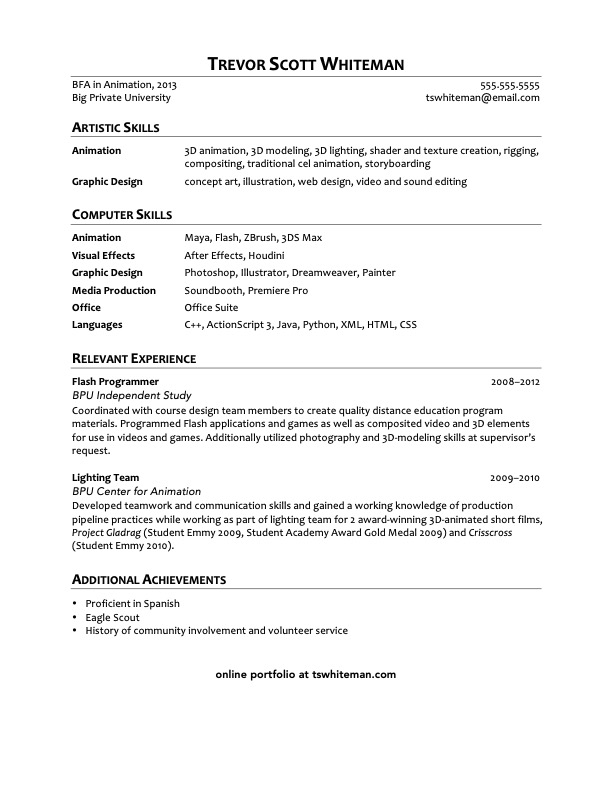 TREVOR SCOTT WHITEMAN
BFA in Animation, 2013 555.555.5555
Big Private University tswhiteman@email.com
ARTISTIC SKILLS
Animation 3D animation, 3D modeling, 3D lighting, shader and texture creation, rigging,
compositing, traditional cel animation, storyboarding
Graphic Design concept art, illustration, web design, video and sound editing
COMPUTER SKILLS
Animation Maya, Flash, ZBrush, 3DS Max
Visual Effects After Effects, Houdini
Graphic Design Photoshop, Illustrator, Dreamweaver, Painter
Media Production Soundbooth, Premiere Pro
Office Office Suite
Languages C++, ActionScript 3, Java, Python, XML, HTML, CSS
RELEVANT EXPERIENCE
Flash Programmer 2008–2012
BPU Independent Study
Coordinated with course design team members to create quality distance education program
materials. Programmed Flash applications and games as well as composited video and 3D elements
for use in videos and games. Additionally utilized photography and 3D-modeling skills at supervisor's
request.
Lighting Team 2009–2010
BPU Center for Animation
Developed teamwork and communication skills and gained a working knowledge of production
pipeline practices while working as part of lighting team for 2 award-winning 3D-animated short films,
Project Gladrag (Student Emmy 2009, Student Academy Award Gold Medal 2009) and Crisscross
(Student Emmy 2010).
ADDITIONAL ACHIEVEMENTS
• Proficient in Spanish
• Eagle Scout
• History of community involvement and volunteer service
online portfolio at tswhiteman.com